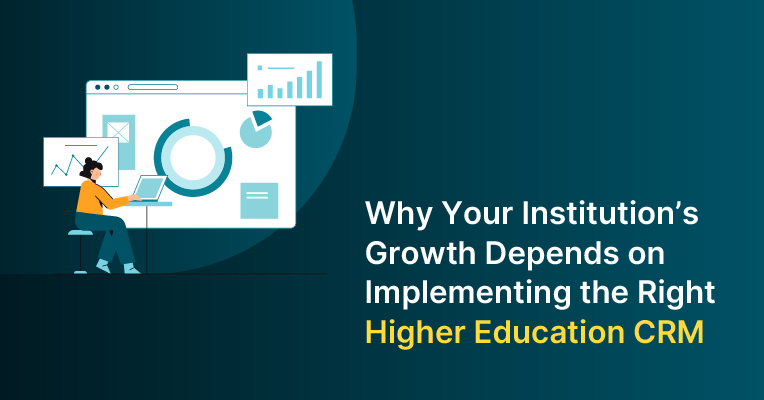 Why Your Institution’s
Growth Depends on
Implementing the Right
Higher Education CRM